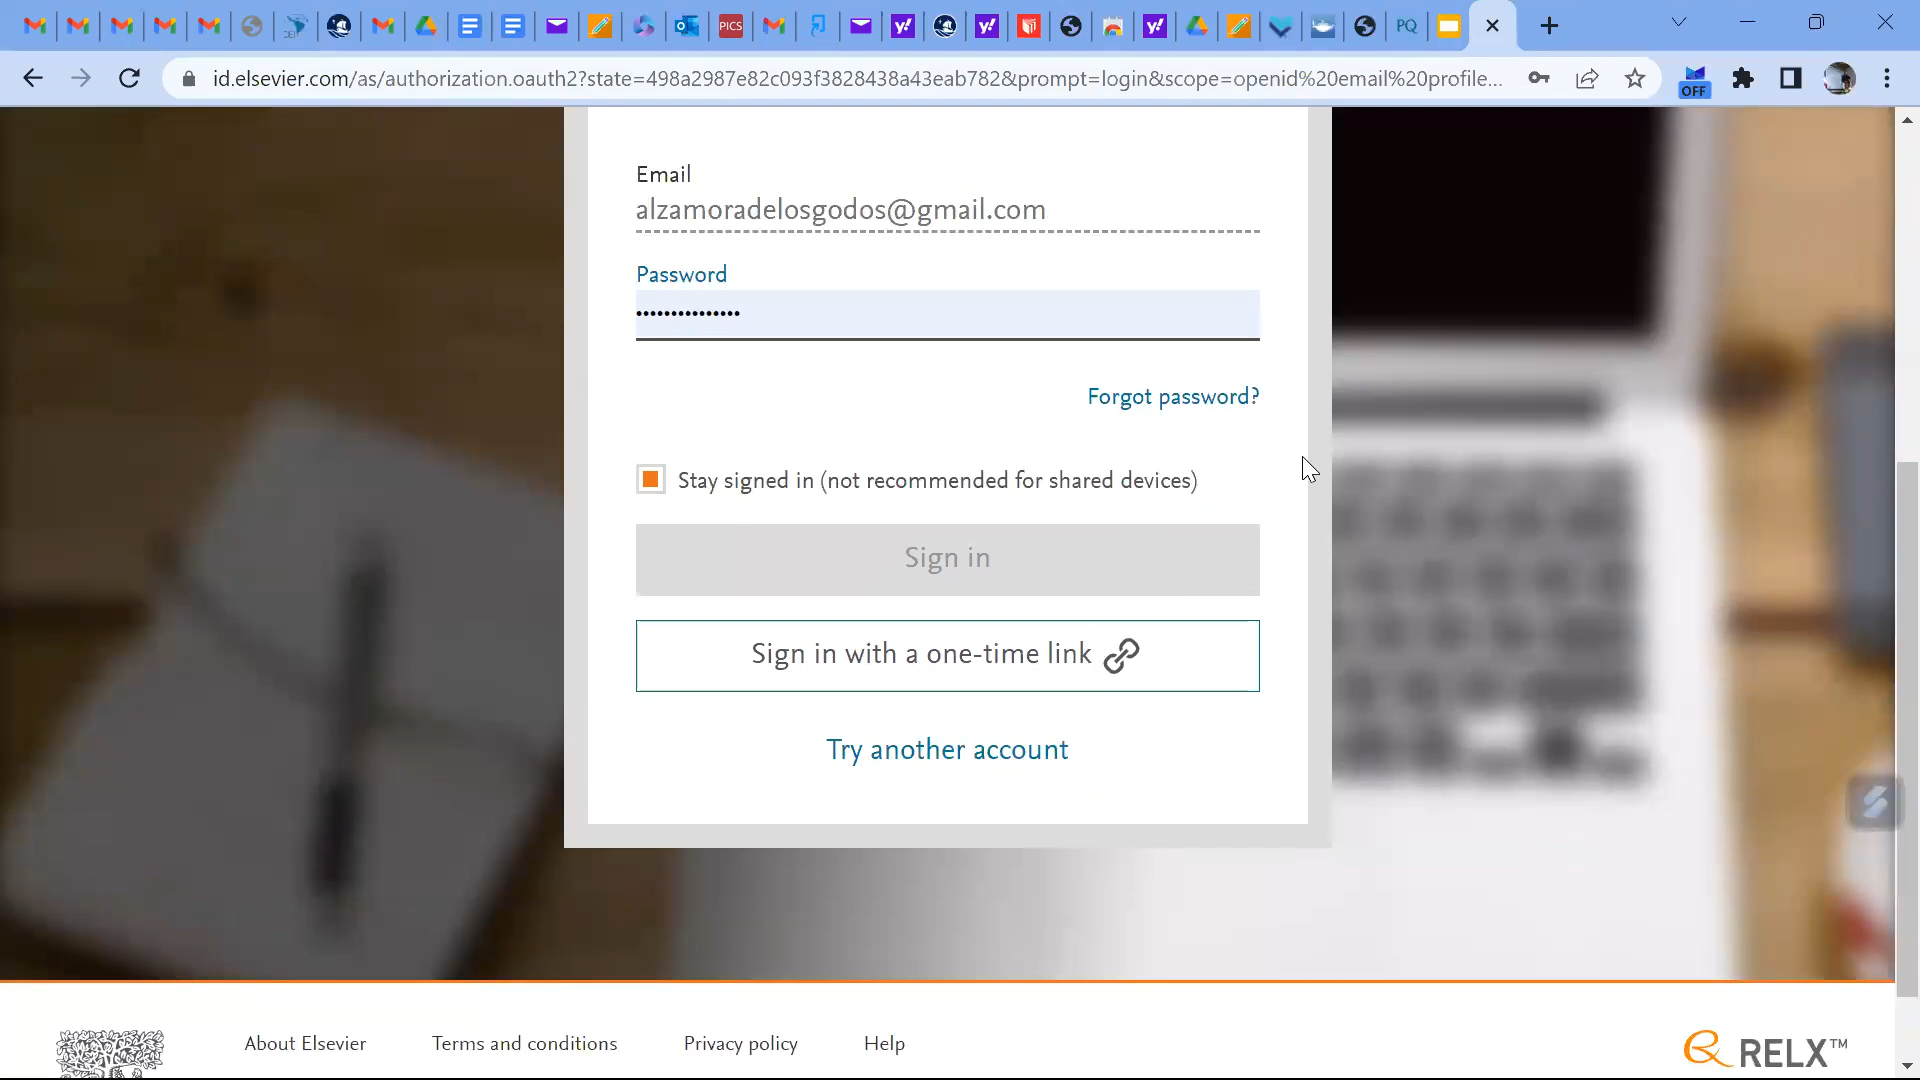 PICS
PQ
id.elsevier.com/as/authorization.oauth2?state=498a2987e82c093f3828438a43eab782&prompt=login&scope=openid%20email%20profile...
OFF
Email
alzamoradelosgodos@gmail.com
Password
•••••••••••••••
Forgot password?
Stay signed in (not recommended for shared devices)
Sign in
Sign in with a one-time link
Try another account
About Elsevier
Terms and conditions
Privacy policy
Help
RELX™